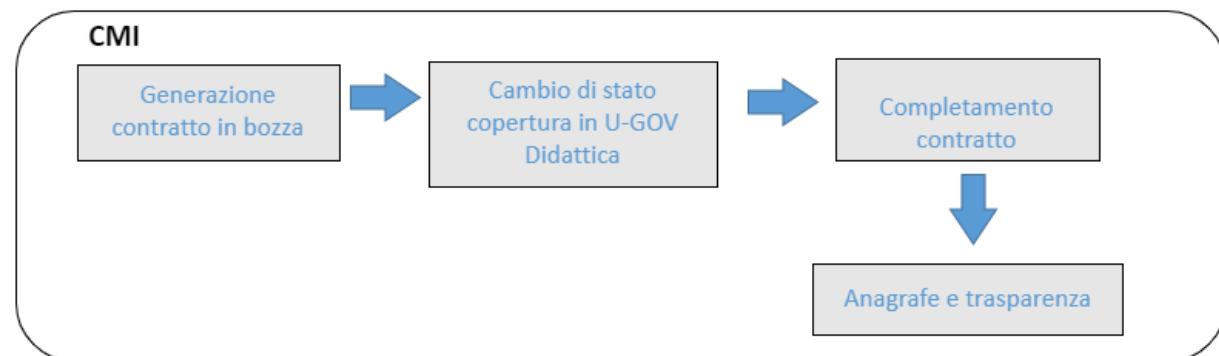 CMI
Generazione
contratto in bozza
Cambio di stato
copertura in U-GOV
Didattica
Completamento
contratto
Anagrafe e trasparenza